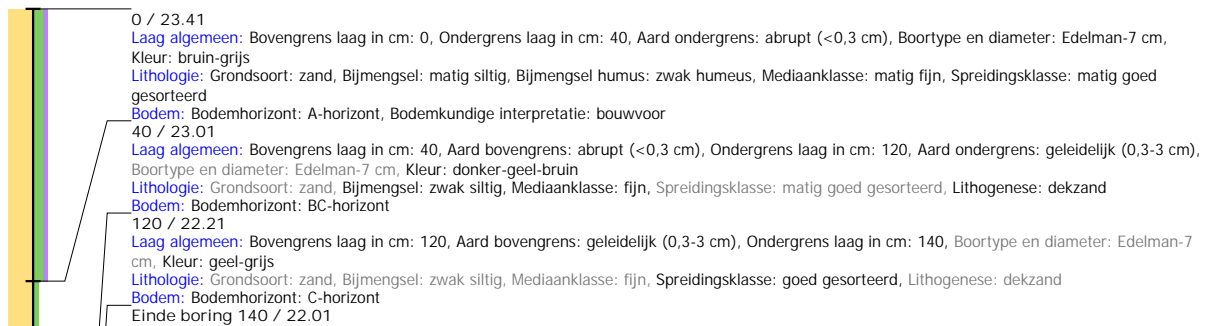 0 / 23.41
Laag algemeen: Bovengrens laag in cm: 0, Ondergrens laag in cm: 40, Aard ondergrens: abrupt (<0,3 cm), Boortype en diameter: Edelman-7 cm,
Kleur: bruin-grijs
Lithologie: Grondsoort: zand, Bijmengsel: matig siltig, Bijmengsel humus: zwak humeus, Mediaanklasse: matig fijn, Spreidingsklasse: matig goed
gesorteerd
Bodem: Bodemhorizont: A-horizont, Bodemkundige interpretatie: bouwvoor
40 / 23.01
Laag algemeen: Bovengrens laag in cm: 40, Aard bovengrens: abrupt (<0,3 cm), Ondergrens laag in cm: 120, Aard ondergrens: geleidelijk (0,3-3 cm),
Boortype en diameter: Edelman-7 cm, Kleur: donker-geel-bruin
Lithologie: Grondsoort: zand, Bijmengsel: zwak siltig, Mediaanklasse: fijn, Spreidingsklasse: matig goed gesorteerd, Lithogenese: dekzand
Bodem: Bodemhorizont: BC-horizont
120 / 22.21
Laag algemeen: Bovengrens laag in cm: 120, Aard bovengrens: geleidelijk (0,3-3 cm), Ondergrens laag in cm: 140, Boortype en diameter: Edelman-7
cm, Kleur: geel-grijs
Lithologie: Grondsoort: zand, Bijmengsel: zwak siltig, Mediaanklasse: fijn, Spreidingsklasse: goed gesorteerd, Lithogenese: dekzand
Bodem: Bodemhorizont: C-horizont
Einde boring 140 / 22.01